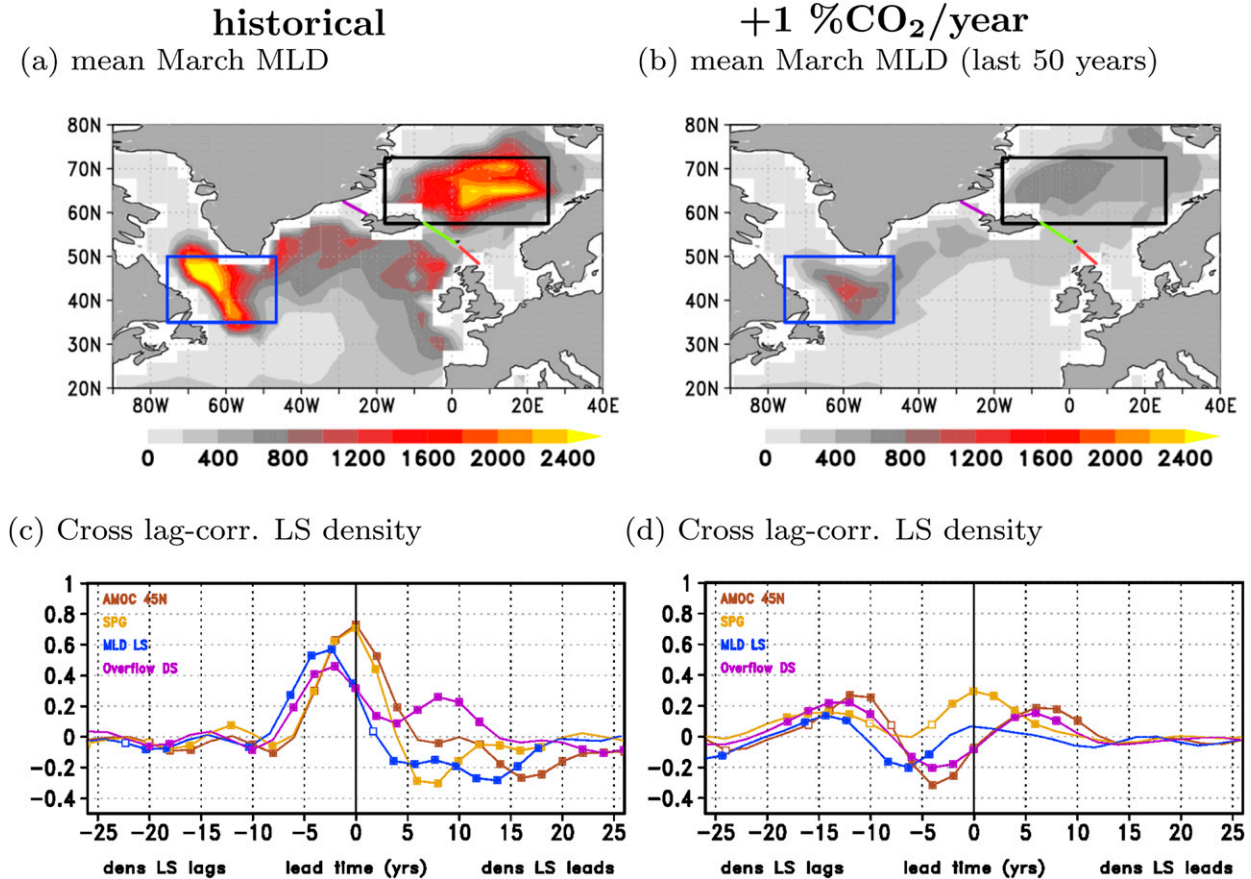 historical
+1 %CO₂/year
(a) mean March MLD
(b) mean March MLD (last 50 years)
80N
70N
60N
50N
40N
30N
20N
80W 60W 40W 20W 0 20E 40E
0 400 800 1200 1600 2000 2400
80N
70N
60N
50N
40N
30N
20N
80W 60W 40W 20W 0 20E 40E
0 400 800 1200 1600 2000 2400
(c) Cross lag-corr. LS density
(d) Cross lag-corr. LS density
1
0.8
0.6
0.4
0.2
0
-0.2
-0.4
AMOC 45N
SPG
MLD LS
Overflow DS
-25 -20 -15 -10 -5 0 5 10 15 20 25
dens LS lags lead time (yrs) dens LS leads
1
0.8
0.6
0.4
0.2
0
-0.2
-0.4
AMOC 45N
SPG
MLD LS
Overflow DS
-25 -20 -15 -10 -5 0 5 10 15 20 25
dens LS lags lead time (yrs) dens LS leads